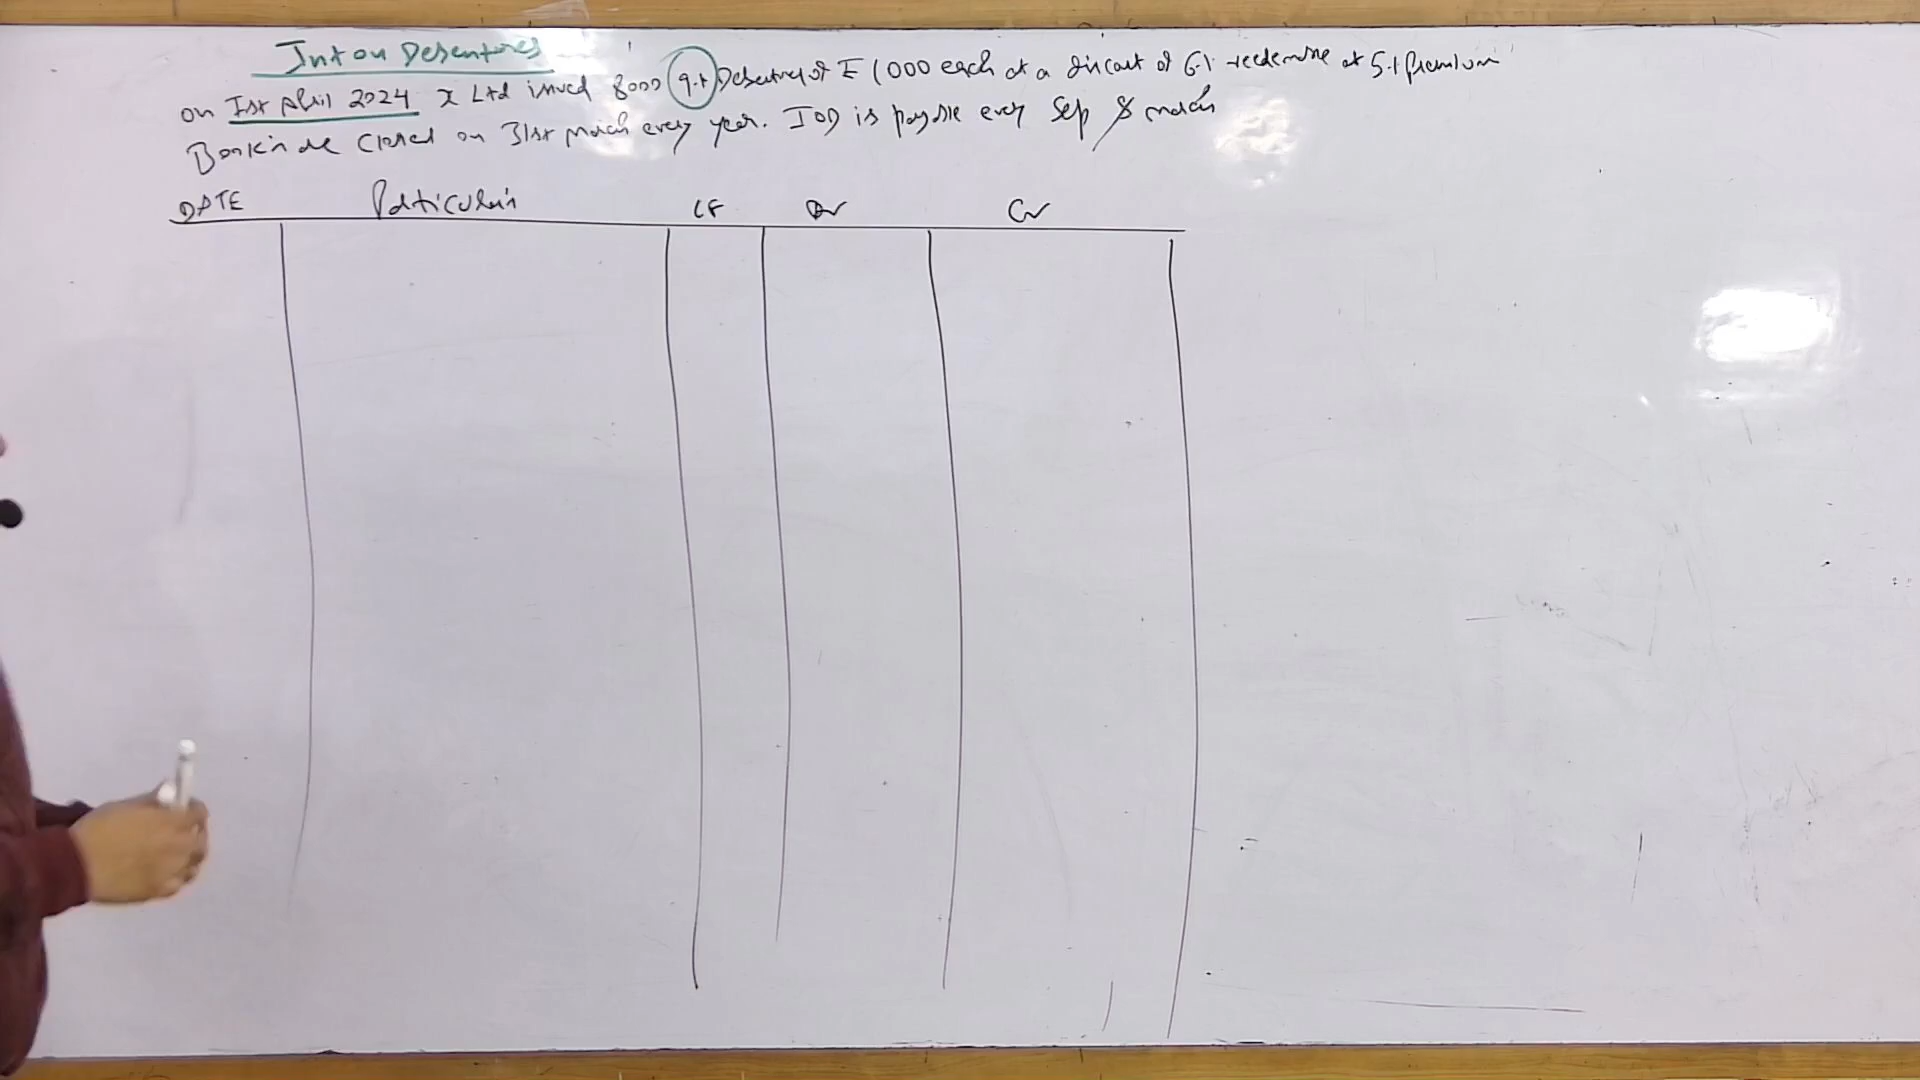 Int on Debentures
on Ist April 2024 X Ltd issued 8000 9% Debentures of ₹ 1000 each at a discount of 6% redeemable at 5% premium
Book's are closed on 31st March every year. IOD is payable every Sep & March
DATE Particulars LF Dr Cr